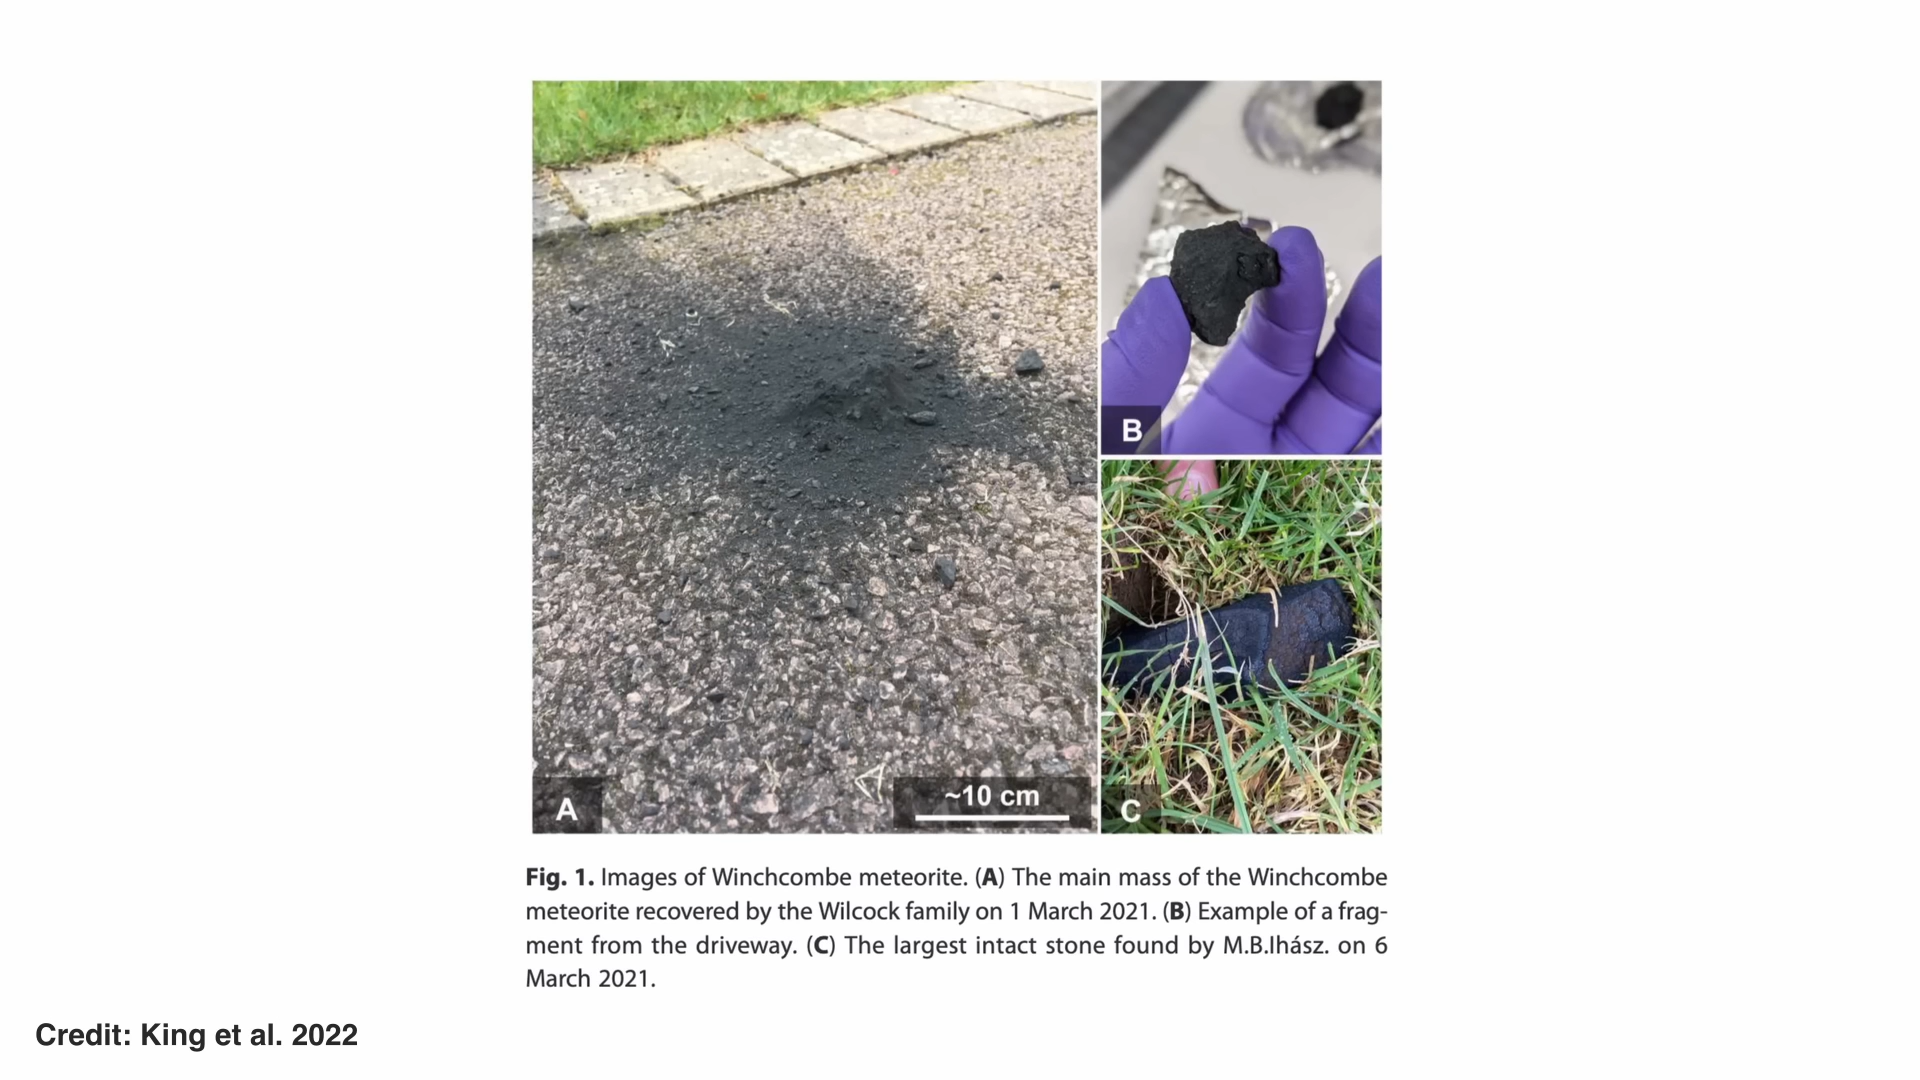 A
~10 cm
B
C
Fig. 1. Images of Winchcombe meteorite. (A) The main mass of the Winchcombe
meteorite recovered by the Wilcock family on 1 March 2021. (B) Example of a frag-
ment from the driveway. (C) The largest intact stone found by M.B.Ihász. on 6
March 2021.
Credit: King et al. 2022